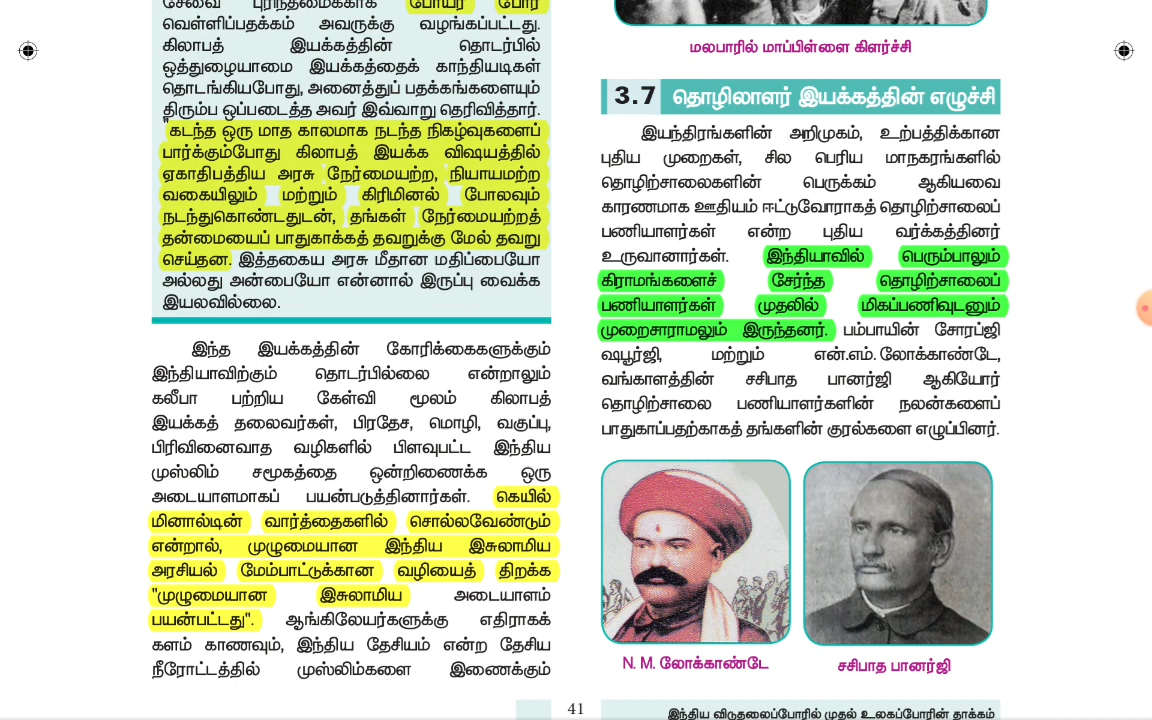 சேவை புரிந்தமைக்காக போயர் போர்
வெள்ளிப்பதக்கம் அவருக்கு வழங்கப்பட்டது.
கிலாபத் இயக்கத்தின் தொடர்பில்
ஒத்துழையாமை இயக்கத்தைக் காந்தியடிகள்
தொடங்கியபோது, அனைத்துப் பதக்கங்களையும்
திரும்ப ஒப்படைத்த அவர் இவ்வாறு தெரிவித்தார்.
"கடந்த ஒரு மாத காலமாக நடந்த நிகழ்வுகளைப்
பார்க்கும்போது கிலாபத் இயக்க விஷயத்தில்
ஏகாதிபத்திய அரசு நேர்மையற்ற, நியாயமற்ற
வகையிலும் மற்றும் கிரிமினல் போலவும்
நடந்துகொண்டதுடன், தங்கள் நேர்மையற்றத்
தன்மையைப் பாதுகாக்கத் தவறுக்கு மேல் தவறு
செய்தன. இத்தகைய அரசு மீதான மதிப்பையோ
அல்லது அன்பையோ என்னால் இருப்பு வைக்க
இயலவில்லை.
இந்த இயக்கத்தின் கோரிக்கைகளுக்கும்
இந்தியாவிற்கும் தொடர்பில்லை என்றாலும்
கலீபா பற்றிய கேள்வி மூலம் கிலாபத்
இயக்கத் தலைவர்கள், பிரதேச, மொழி, வகுப்பு,
பிரிவினைவாத வழிகளில் பிளவுபட்ட இந்திய
முஸ்லிம் சமூகத்தை ஒன்றிணைக்க ஒரு
அடையாளமாகப் பயன்படுத்தினார்கள். கெயில்
மினால்டின் வார்த்தைகளில் சொல்லவேண்டும்
என்றால், முழுமையான இந்திய இசுலாமிய
அரசியல் மேம்பாட்டுக்கான வழியைத் திறக்க
"முழுமையான இசுலாமிய அடையாளம்
பயன்பட்டது". ஆங்கிலேயர்களுக்கு எதிராகக்
களம் காணவும், இந்திய தேசியம் என்ற தேசிய
நீரோட்டத்தில் முஸ்லிம்களை இணைக்கும்
மலபாரில் மாப்பிள்ளை கிளர்ச்சி
3.7 தொழிலாளர் இயக்கத்தின் எழுச்சி
இயந்திரங்களின் அறிமுகம், உற்பத்திக்கான
புதிய முறைகள், சில பெரிய மாநகரங்களில்
தொழிற்சாலைகளின் பெருக்கம் ஆகியவை
காரணமாக ஊதியம் ஈட்டுவோராகத் தொழிற்சாலைப்
பணியாளர்கள் என்ற புதிய வர்க்கத்தினர்
உருவானார்கள். இந்தியாவில் பெரும்பாலும்
கிராமங்களைச் சேர்ந்த தொழிற்சாலைப்
பணியாளர்கள் முதலில் மிகப்பணிவுடனும்
முறைசாராமலும் இருந்தனர். பம்பாயின் சோரப்ஜி
ஷபூர்ஜி, மற்றும் என்.எம். லோக்காண்டே,
வங்காளத்தின் சசிபாத பானர்ஜி ஆகியோர்
தொழிற்சாலை பணியாளர்களின் நலன்களைப்
பாதுகாப்பதற்காகத் தங்களின் குரல்களை எழுப்பினர்.
N. M. லோக்காண்டே
சசிபாத பானர்ஜி
41
இந்திய விடுதலைப்போரில் முதல் உலகப்போரின் தாக்கம்